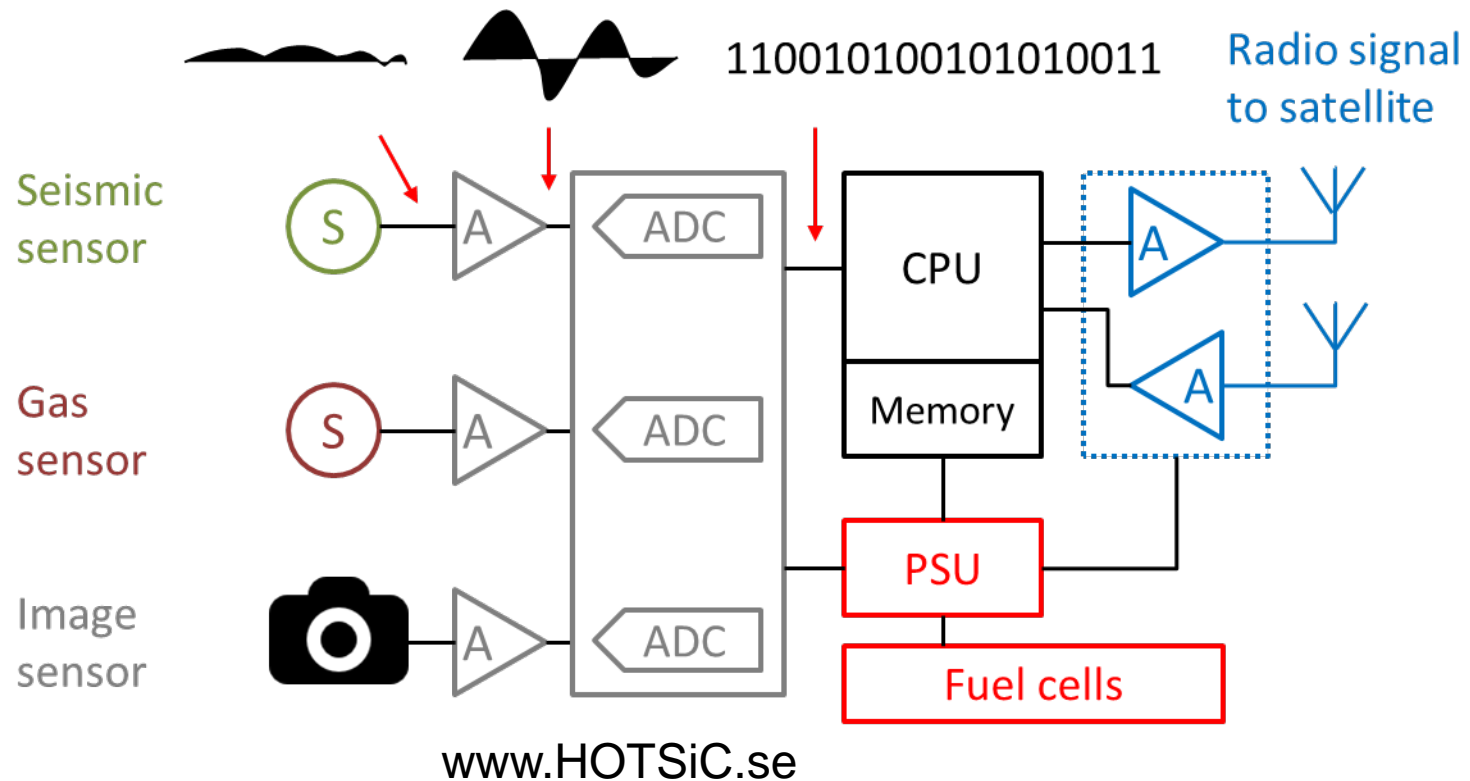 110010100101010011
Radio signal
to satellite
Seismic
sensor
S
A
ADC
CPU
A
Gas
sensor
S
A
ADC
Memory
A
PSU
Image
sensor
A
ADC
Fuel cells
www.HOTSiC.se